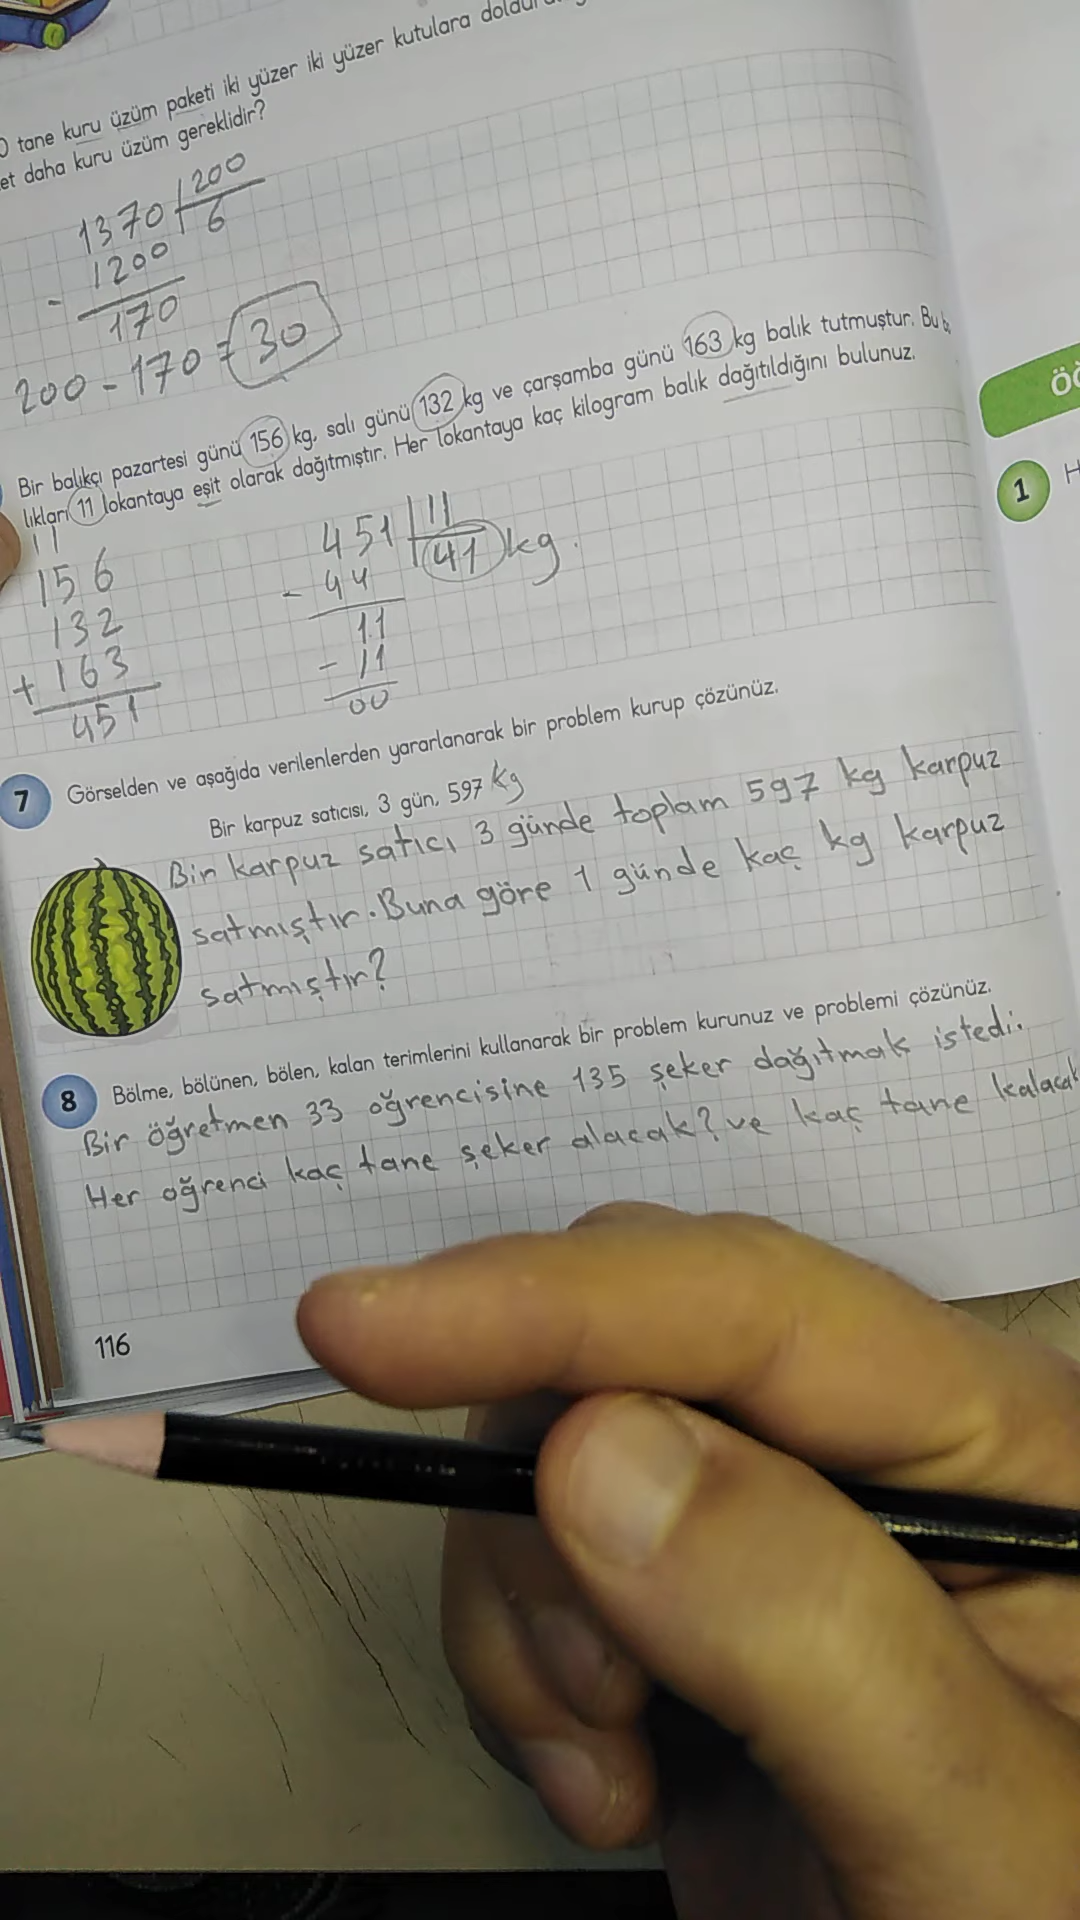 tane kuru üzüm paketi iki yüzer iki yüzer kutulara
et daha kuru üzüm gereklidir?
1370 200
- 1200 6
170
200 - 170 = 30
Bir balıkçı pazartesi günü 156 kg, salı günü 132 kg ve çarşamba günü 163 kg balık tutmuştur. Bu
lıkları 11 lokantaya eşit olarak dağıtmıştır. Her lokantaya kaç kilogram balık dağıtıldığını bulunuz.
11
156
132
+ 163
451
451 11
- 44 41 kg.
11
- 11
00
7 Görselden ve aşağıda verilenlerden yararlanarak bir problem kurup çözünüz.
Bir karpuz satıcısı, 3 gün, 597 kg
Bir karpuz satıcı 3 günde toplam 597 kg karpuz
satmıştır. Buna göre 1 günde kaç kg karpuz
satmıştır?
8 Bölme, bölünen, bölen, kalan terimlerini kullanarak bir problem kurunuz ve problemi çözünüz.
Bir öğretmen 33 öğrencisine 135 şeker dağıtmak istedi.
Her öğrenci kaç tane şeker alacak? ve kaç tane kalacak
116
ÖĞ
1 H